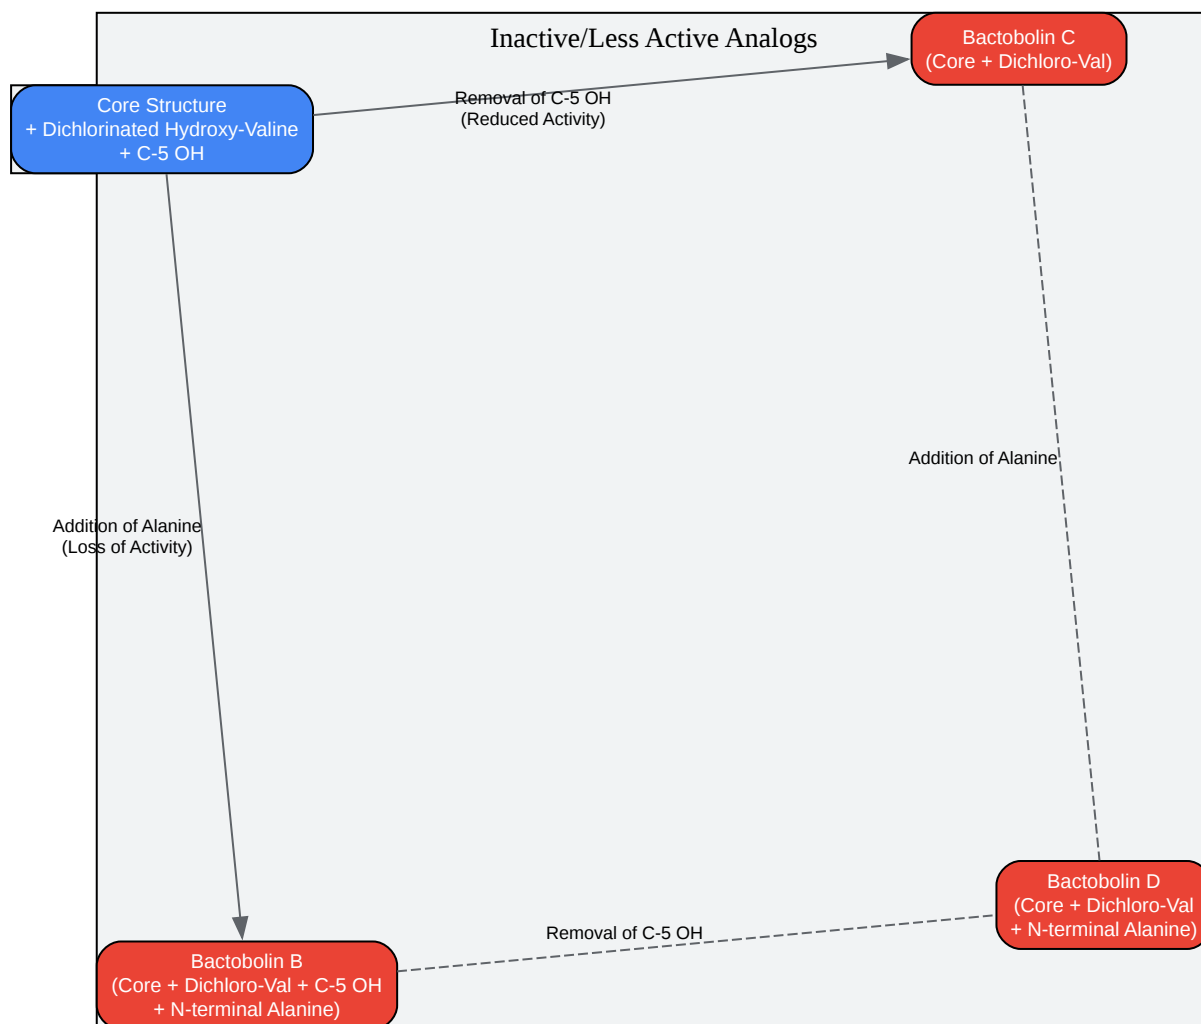 Inactive/Less Active Analogs
Bactobolin C
(Core + Dichloro-Val)
Core Structure
+ Dichlorinated Hydroxy-Valine
+ C-5 OH
Removal of C-5 OH
(Reduced Activity)
Addition of Alanine
Addition of Alanine
(Loss of Activity)
Bactobolin D
(Core + Dichloro-Val
+ N-terminal Alanine)
Removal of C-5 OH
Bactobolin B
(Core + Dichloro-Val + C-5 OH
+ N-terminal Alanine)